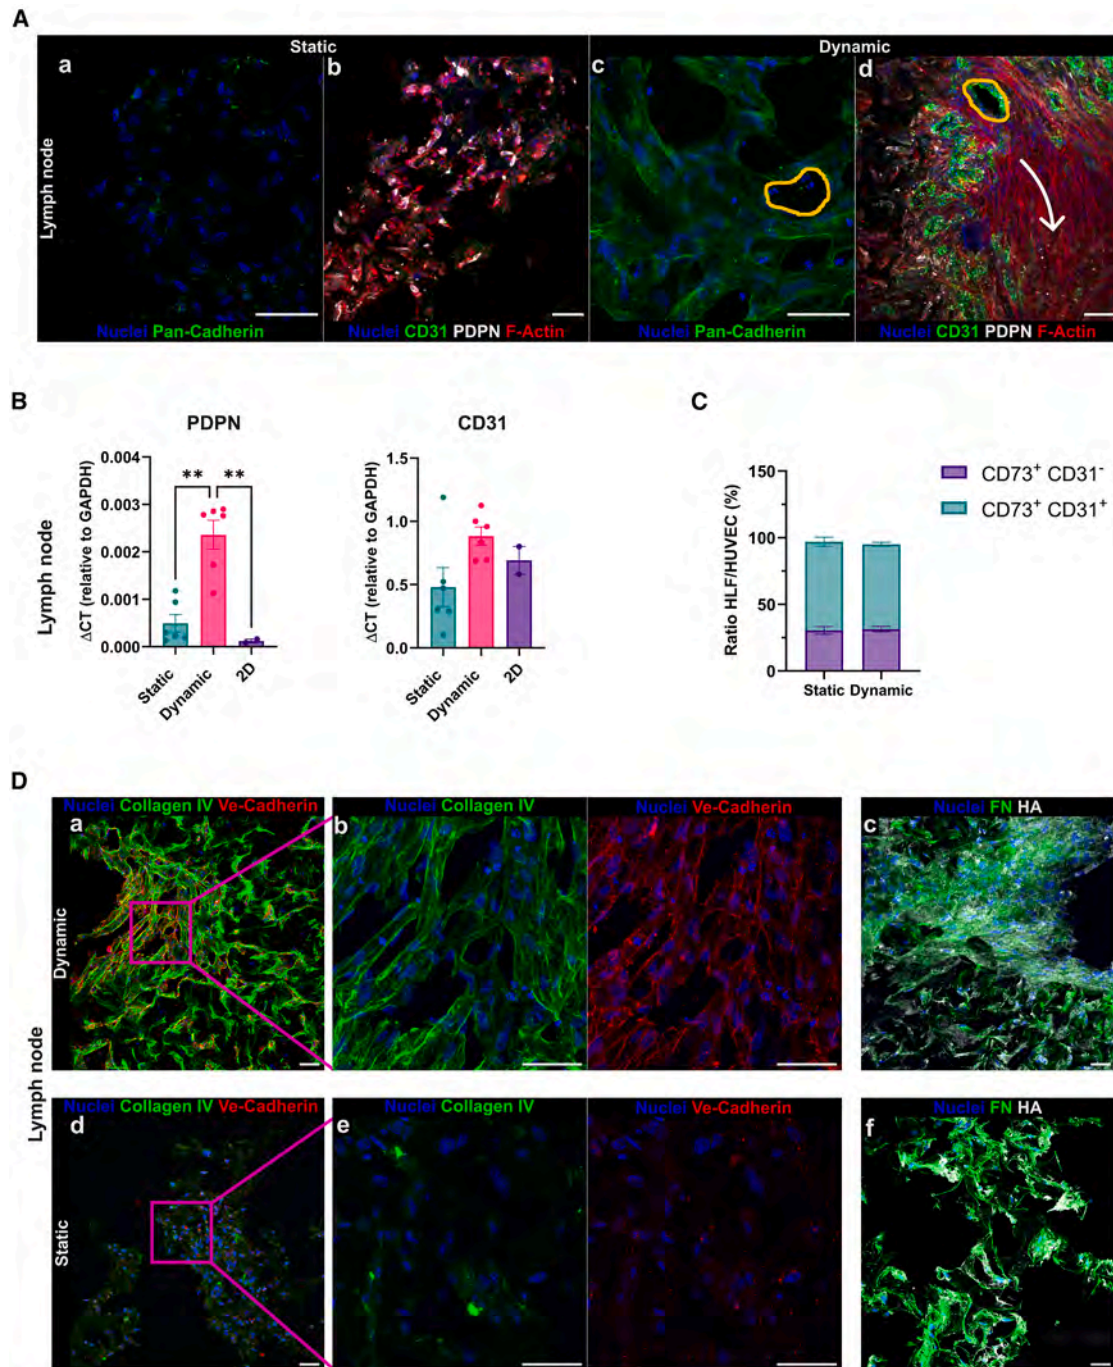 A
Static
Dynamic
a
b
c
d
Lymph node
Nuclei Pan-Cadherin
Nuclei CD31 PDPN F-Actin
Nuclei Pan-Cadherin
Nuclei CD31 PDPN F-Actin
B
PDPN
CD31
Lymph node
ΔCT (relative to GAPDH)
0.004
0.003
0.002
0.001
0.000
** **
Static
Dynamic
2D
ΔCT (relative to GAPDH)
1.5
1.0
0.5
0.0
Static
Dynamic
2D
C
Ratio HLF/HUVEC (%)
150
100
50
0
Static Dynamic
CD73⁺ CD31⁻
CD73⁺ CD31⁺
D
Lymph node
Dynamic
Nuclei Collagen IV Ve-Cadherin
a
Nuclei Collagen IV
b
Nuclei Ve-Cadherin
Nuclei FN HA
c
Static
Nuclei Collagen IV Ve-Cadherin
d
Nuclei Collagen IV
e
Nuclei Ve-Cadherin
Nuclei FN HA
f